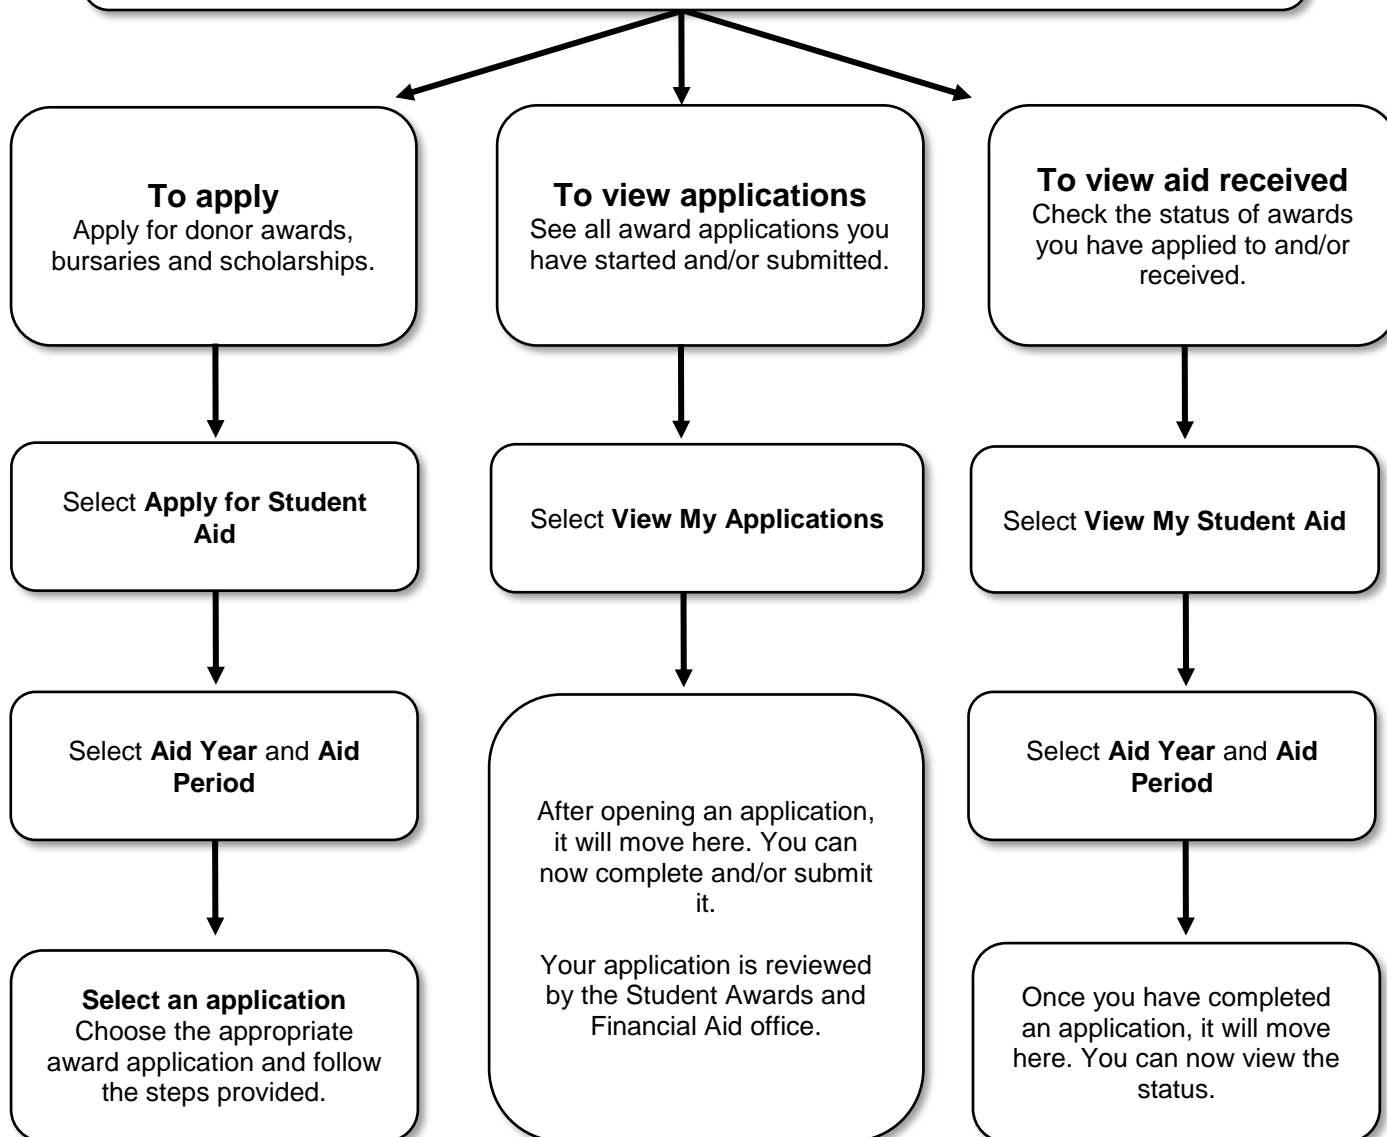 To apply
Apply for donor awards,
bursaries and scholarships.
To view applications
See all award applications you
have started and/or submitted.
To view aid received
Check the status of awards
you have applied to and/or
received.
Select Apply for Student
Aid
Select View My Applications
Select View My Student Aid
Select Aid Year and Aid
Period
After opening an application,
it will move here. You can
now complete and/or submit
it.
Your application is reviewed
by the Student Awards and
Financial Aid office.
Select Aid Year and Aid
Period
Select an application
Choose the appropriate
award application and follow
the steps provided.
Once you have completed
an application, it will move
here. You can now view the
status.